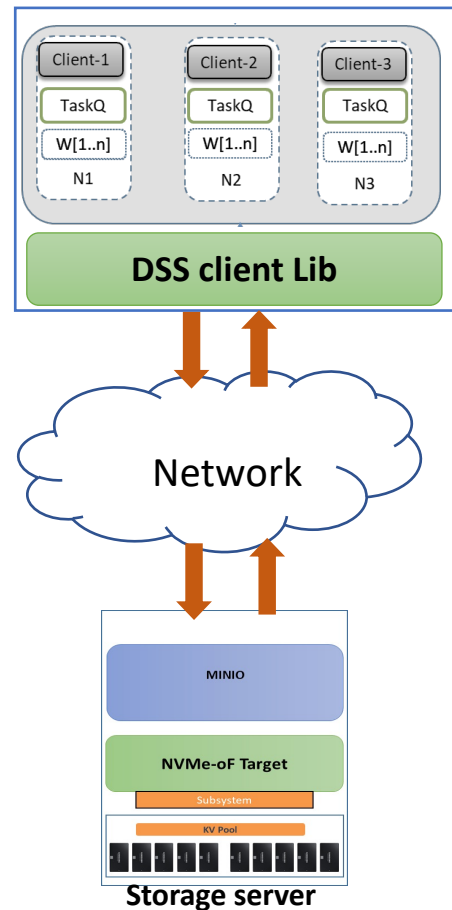 Client-1 Client-2 Client-3
TaskQ TaskQ TaskQ
W[1..n] W[1..n] W[1..n]
N1 N2 N3
DSS client Lib
Network
MINIO
NVMe-oF Target
Subsystem
KV Pool
Storage server